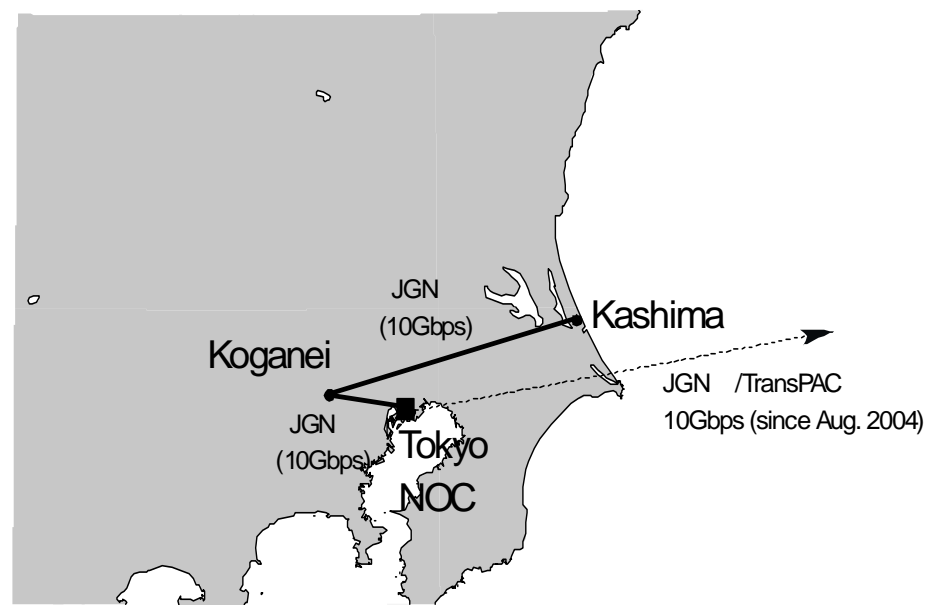 JGN
(10Gbps)
Kashima
Koganei
JGN /TransPAC
10Gbps (since Aug. 2004)
JGN
(10Gbps)
Tokyo
NOC